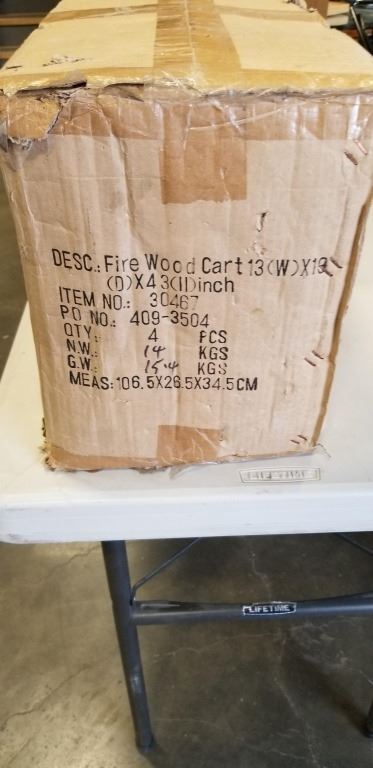 DESC.: Fire Wood Cart 13(W)X19
(D)X43(H)inch
ITEM NO.: 30467
PO NO.: 409-3504
QTY.: 4 PCS
N.W.: 14 KGS
G.W.: 15.4 KGS
MEAS: 106.5X26.5X34.5CM
LIFETIME
LIFETIME